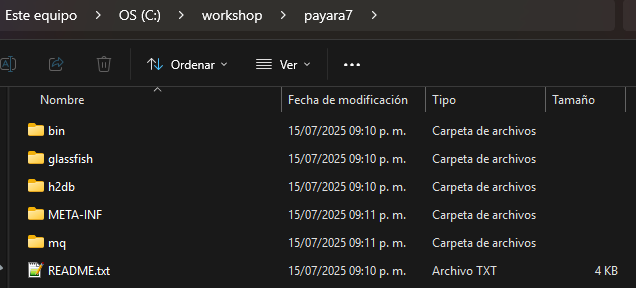 Este equipo > OS (C:) > workshop > payara7 >
Ordenar Ver
Nombre Fecha de modificación Tipo Tamaño
bin 15/07/2025 09:10 p. m. Carpeta de archivos
glassfish 15/07/2025 09:10 p. m. Carpeta de archivos
h2db 15/07/2025 09:10 p. m. Carpeta de archivos
META-INF 15/07/2025 09:11 p. m. Carpeta de archivos
mq 15/07/2025 09:11 p. m. Carpeta de archivos
README.txt 15/07/2025 09:10 p. m. Archivo TXT 4 KB